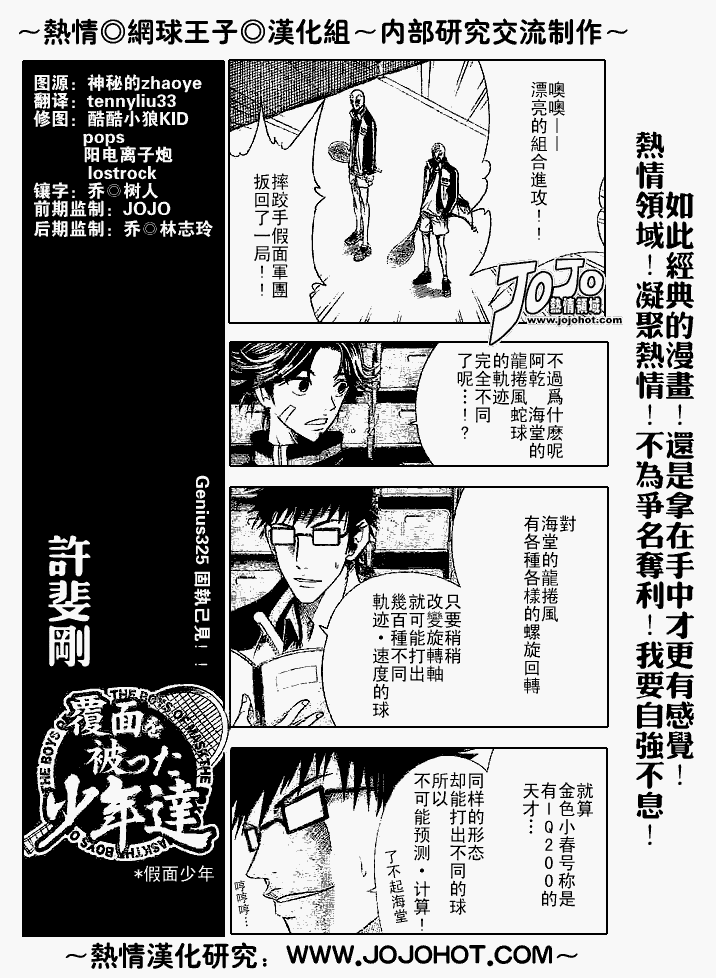 ～熱情◎網球王子◎漢化組～内部研究交流制作～
图源：神秘的zhaoye
翻译：tennyliu33
修图：酷酷小狼KID
pops
阳电离子炮
lostrock
镶字：乔◎树人
前期监制：JOJO
后期监制：乔◎林志玲
噢噢——
漂亮的組合進攻！！
摔跤手假面軍團
扳回了一局！！
JOJO
熱情領域
www.jojohot.com
不過爲什麽呢
阿乾 海堂的
龍捲風蛇球
的軌迹
完全不同
了呢…！？
對
海堂的龍捲風
有各種各樣的螺旋回轉
只要稍稍
改變旋轉軸
就可能打出
幾百種不同
軌迹・速度的球
就算
金色小春号称是
有IQ200的
天才…
同样的形态
却能打出不同的球
所以
不可能预测・计算！
了不起海堂
哼哼哼…
Genius325 固執己見！！
許斐剛
THE BOYS OF MASK
覆面を
被った
少年達
*假面少年
如此經典的漫畫！還是拿在手中才更有感覺！
熱情領域！凝聚熱情！不為爭名奪利！我要自強不息！
～熱情漢化研究：WWW.JOJOHOT.COM～